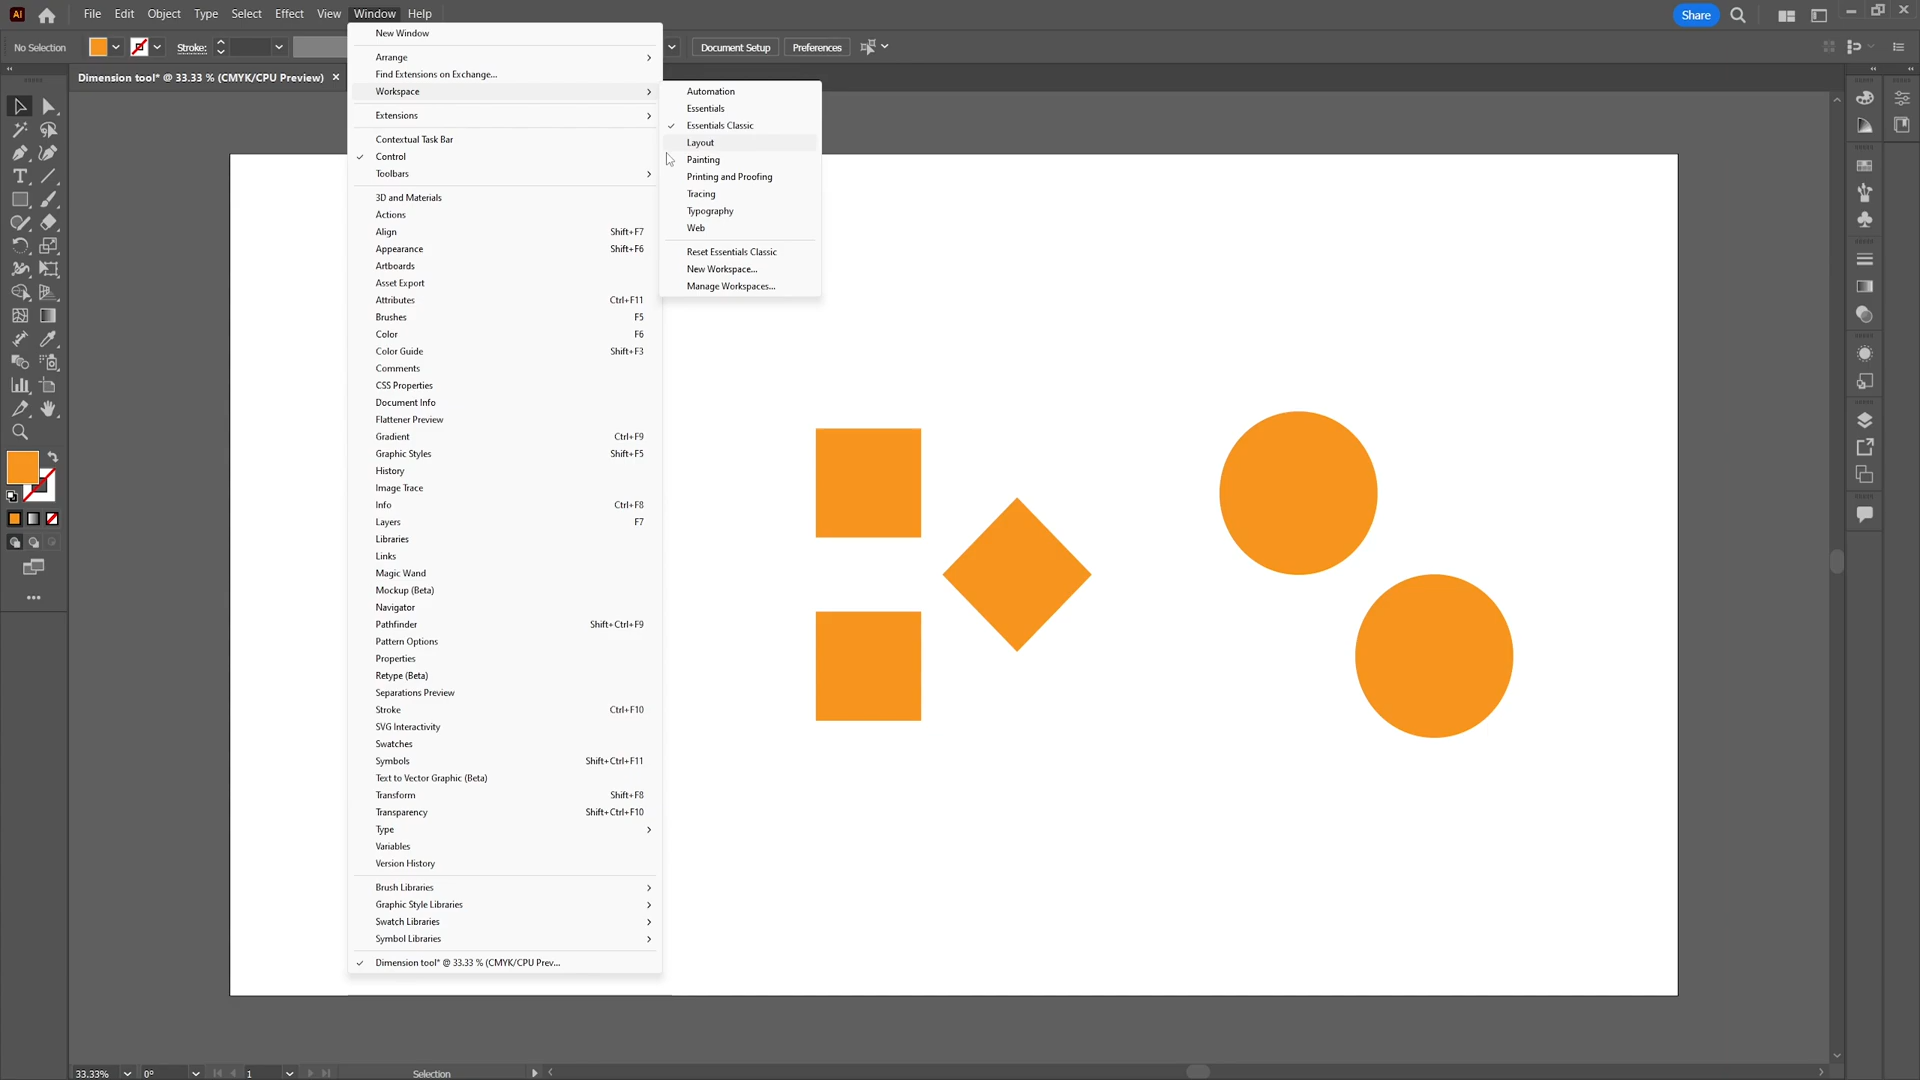 Ai File Edit Object Type Select Effect View Window Help Share
No Selection Stroke: Document Setup Preferences
Dimension tool* @ 33.33 % (CMYK/CPU Preview) ×
New Window
Arrange
Find Extensions on Exchange...
Workspace
Extensions
Contextual Task Bar
Control
Toolbars
3D and Materials
Actions
Align Shift+F7
Appearance Shift+F6
Artboards
Asset Export
Attributes Ctrl+F11
Brushes F5
Color F6
Color Guide Shift+F3
Comments
CSS Properties
Document Info
Flattener Preview
Gradient Ctrl+F9
Graphic Styles Shift+F5
History
Image Trace
Info Ctrl+F8
Layers F7
Libraries
Links
Magic Wand
Mockup (Beta)
Navigator
Pathfinder Shift+Ctrl+F9
Pattern Options
Properties
Retype (Beta)
Separations Preview
Stroke Ctrl+F10
SVG Interactivity
Swatches
Symbols Shift+Ctrl+F11
Text to Vector Graphic (Beta)
Transform Shift+F8
Transparency Shift+Ctrl+F10
Type
Variables
Version History
Brush Libraries
Graphic Style Libraries
Swatch Libraries
Symbol Libraries
Dimension tool* @ 33.33 % (CMYK/CPU Prev...
Automation
Essentials
Essentials Classic
Layout
Painting
Printing and Proofing
Tracing
Typography
Web
Reset Essentials Classic
New Workspace...
Manage Workspaces...
33.33% 0° 1 Selection